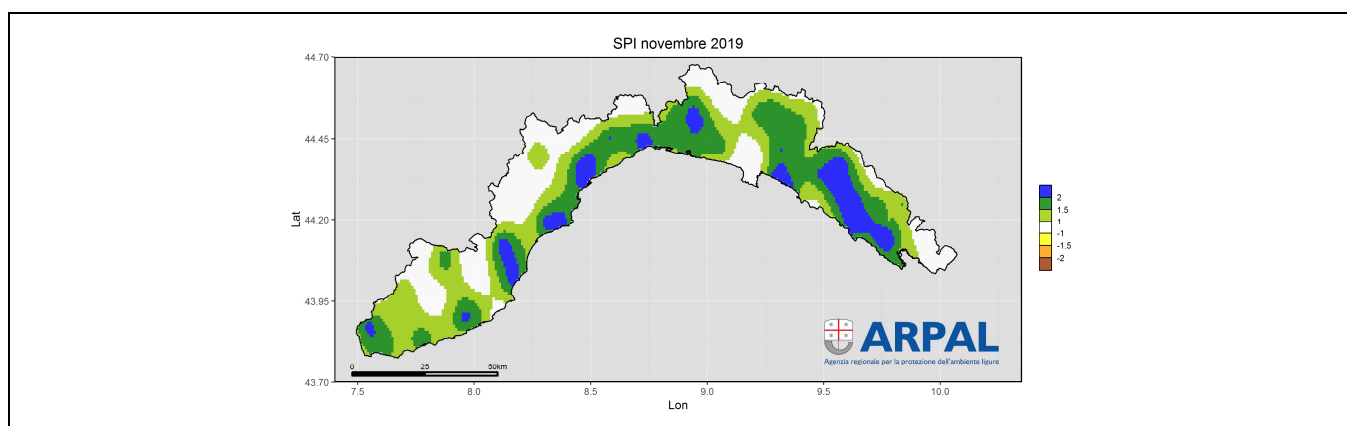 SPI novembre 2019
44.70
44.45
44.20
43.95
43.70
Lat
7.5
8.0
8.5
9.0
9.5
10.0
Lon
0 25 50km
ARPAL
Agenzia regionale per la protezione dell'ambiente ligure
2
1.5
1
-1
-1.5
-2